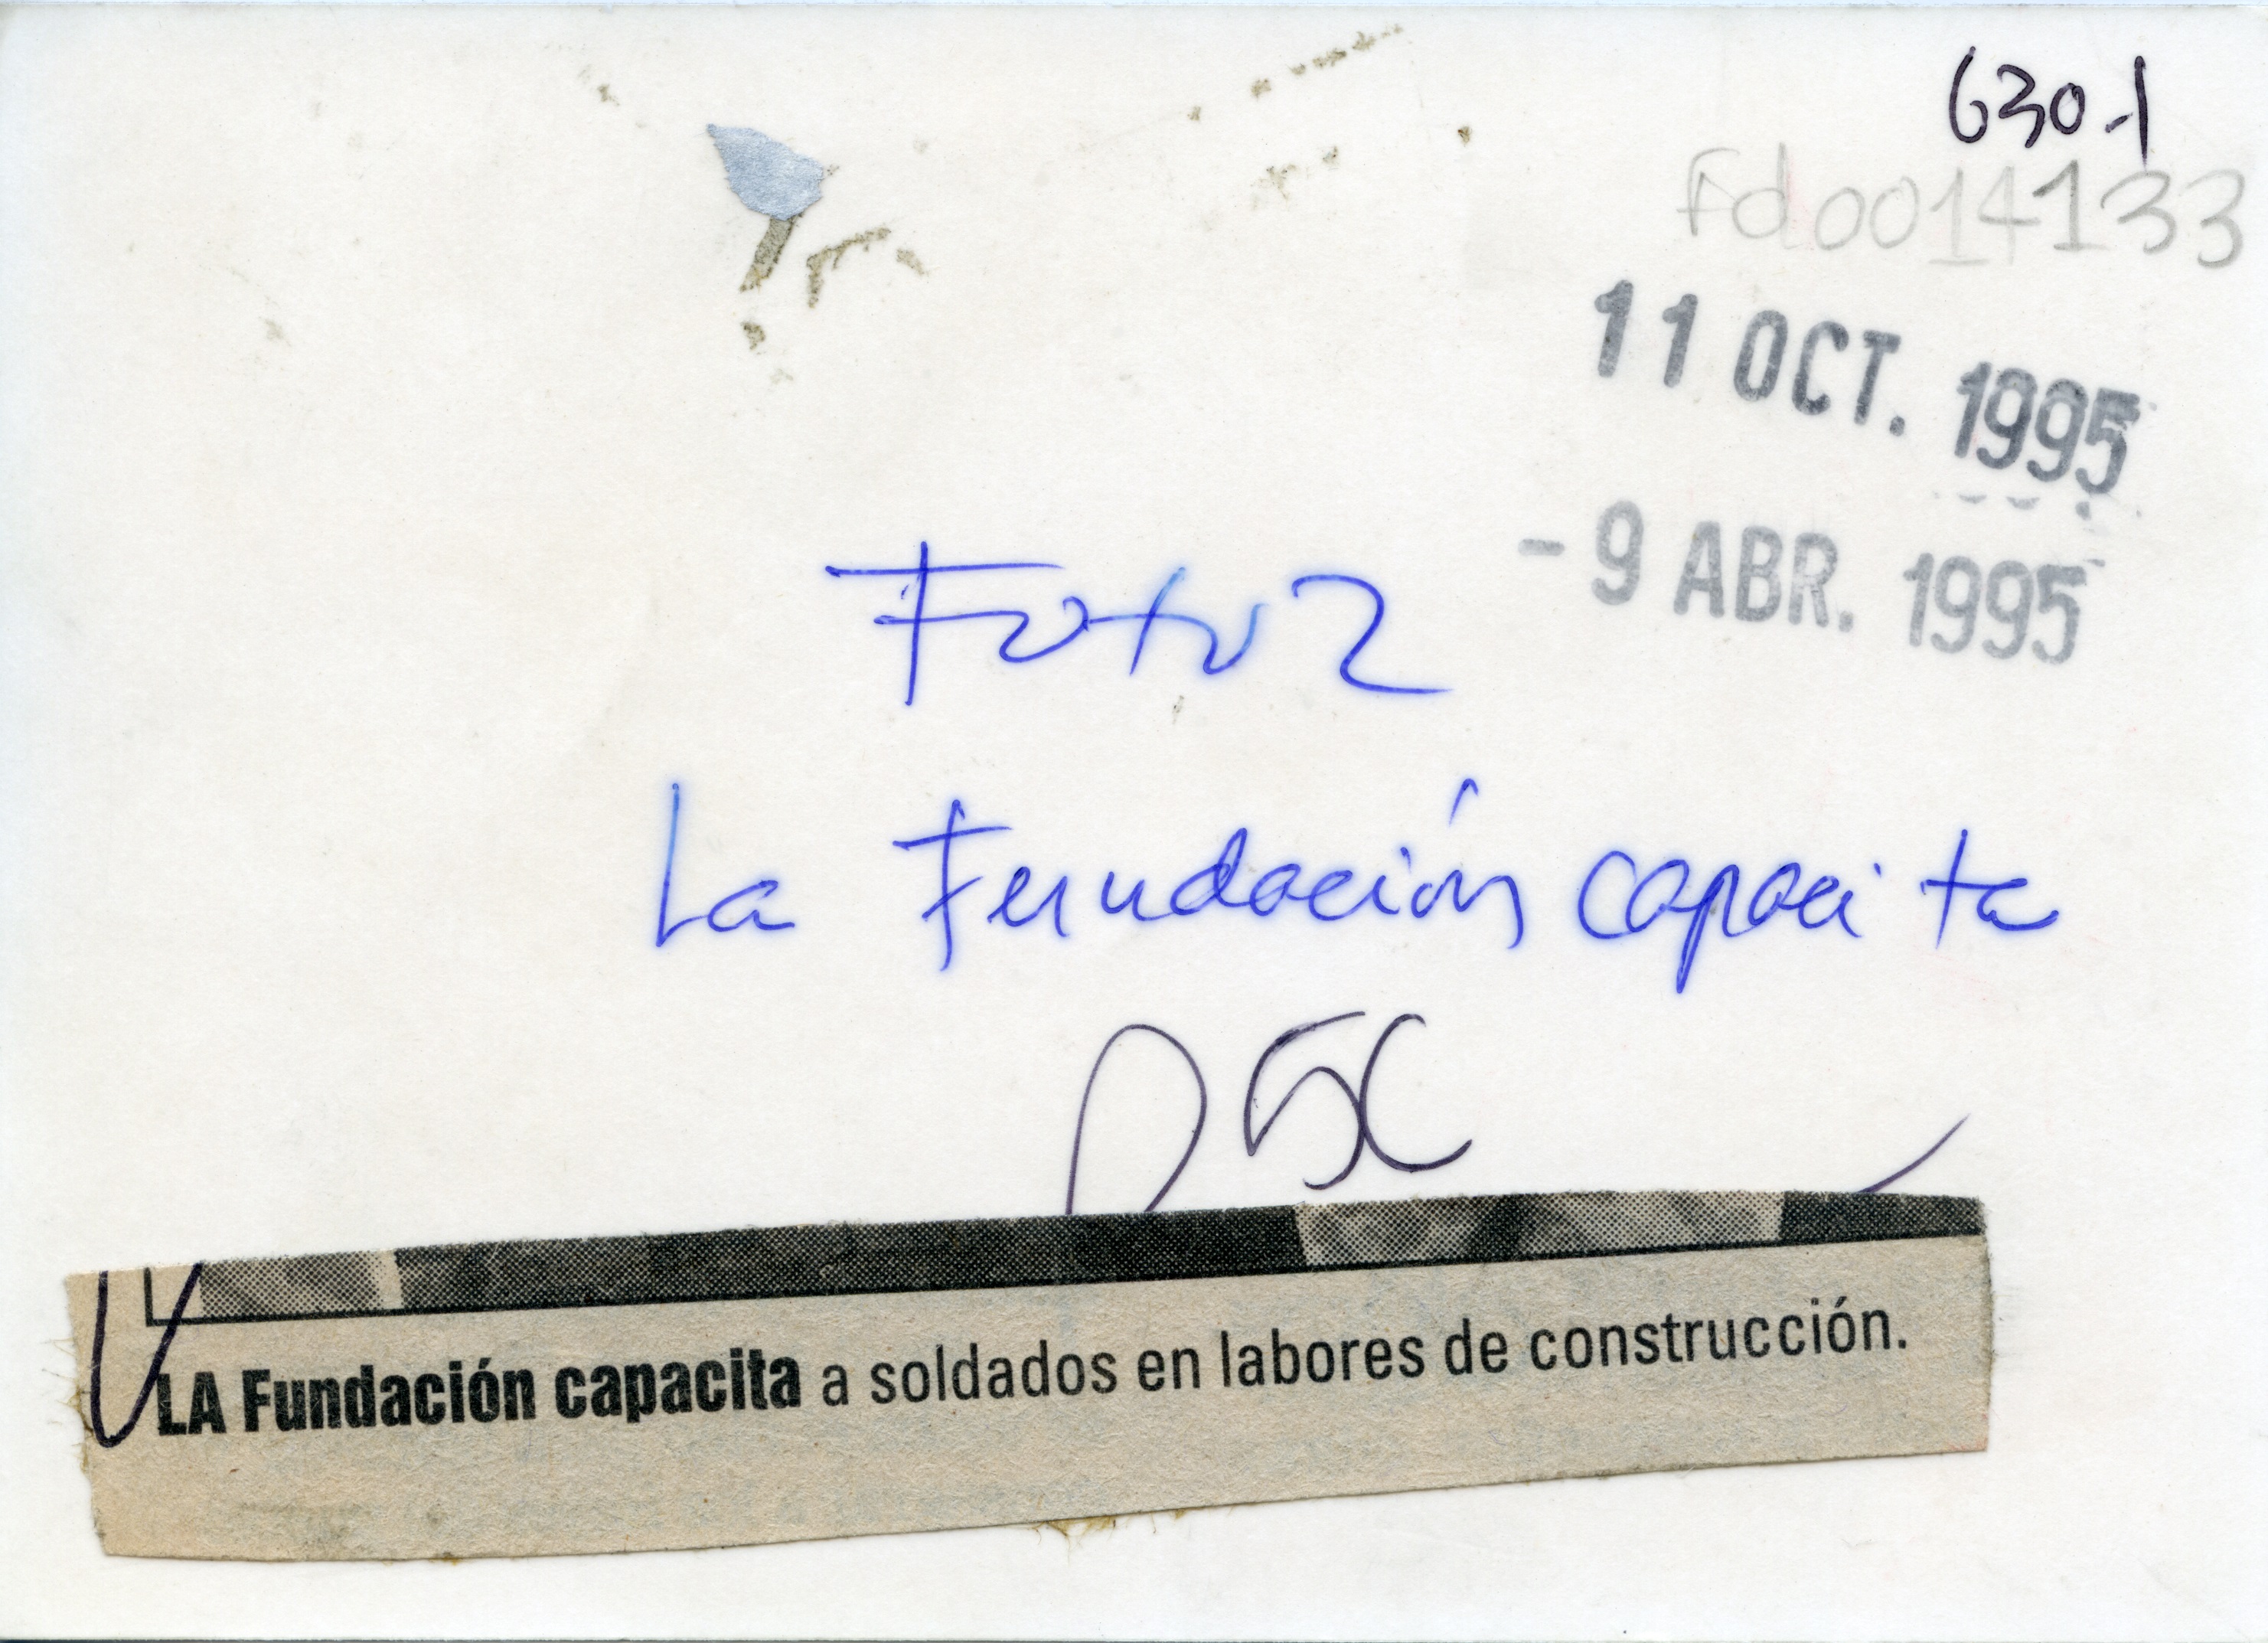 630-1
Fd0014133
11 OCT. 1995
-9 ABR. 1995
Foto 2
La Fundación capacita
LA Fundación capacita a soldados en labores de construcción.